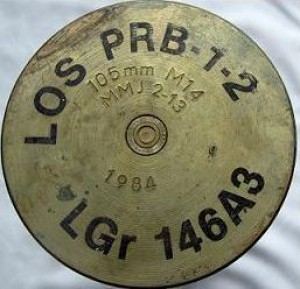 LOS PRB-1-2
105mm M14
MMJ 2-13
1984
LGr 146A3